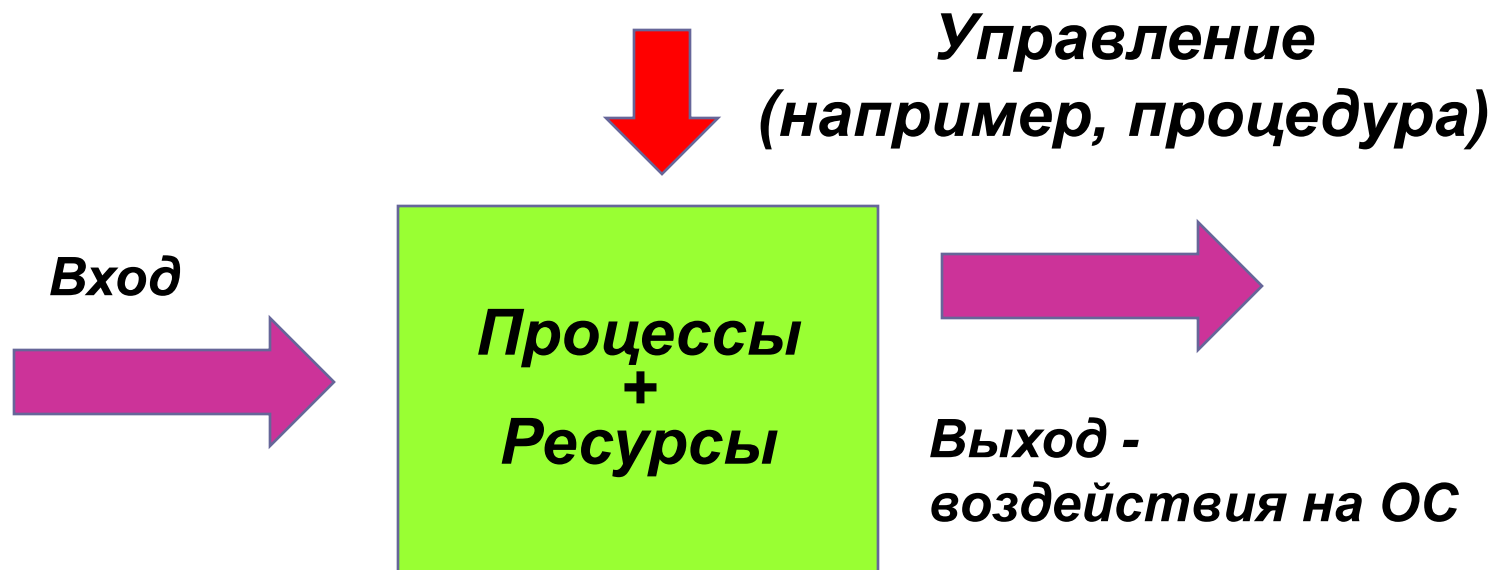 Управление
(например, процедура)
Вход
Процессы
+
Ресурсы
Выход -
воздействия на ОС